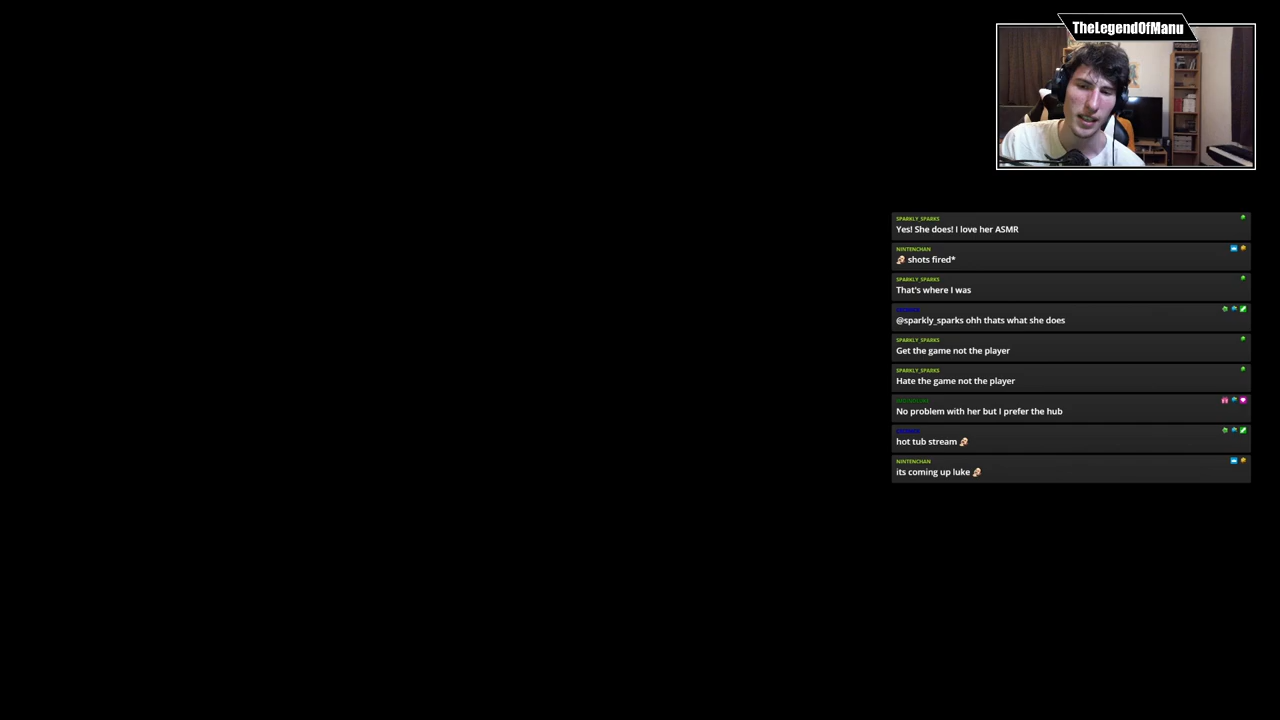 TheLegendOfManu
SPARKLY_SPARKS
Yes! She does! I love her ASMR
NINTENCHAN
shots fired*
SPARKLY_SPARKS
That's where I was
@sparkly_sparks ohh thats what she does
SPARKLY_SPARKS
Get the game not the player
SPARKLY_SPARKS
Hate the game not the player
No problem with her but I prefer the hub
hot tub stream
NINTENCHAN
its coming up luke